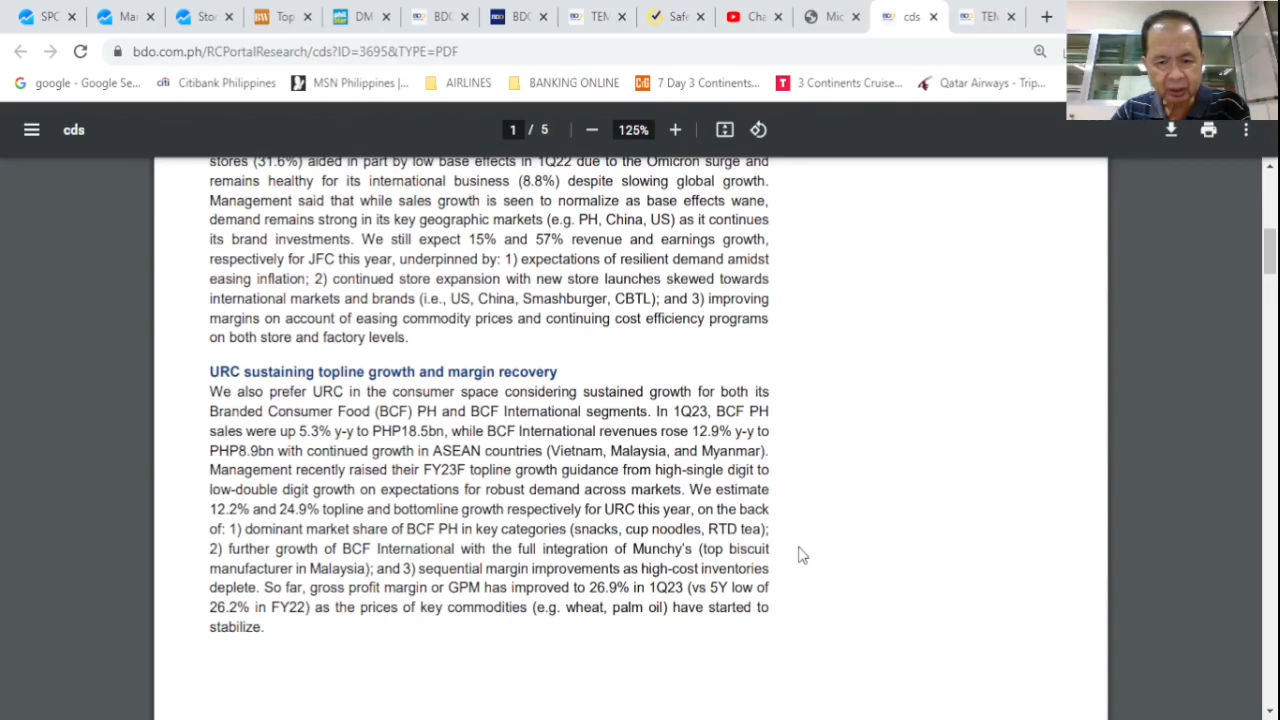 SPC
Mar
Sto
Top
DM
BDC
BDC
TEM
Safe
Cha
Mic
cds
TEM
bdo.com.ph/RCPortalResearch/cds?ID=3695&TYPE=PDF
google - Google Se...
Citibank Philippines
MSN Philippines |...
AIRLINES
BANKING ONLINE
7 Day 3 Continents...
3 Continents Cruise...
Qatar Airways - Trip...
cds
1 / 5
125%
stores (31.6%) aided in part by low base effects in 1Q22 due to the Omicron surge and
remains healthy for its international business (8.8%) despite slowing global growth.
Management said that while sales growth is seen to normalize as base effects wane,
demand remains strong in its key geographic markets (e.g. PH, China, US) as it continues
its brand investments. We still expect 15% and 57% revenue and earnings growth,
respectively for JFC this year, underpinned by: 1) expectations of resilient demand amidst
easing inflation; 2) continued store expansion with new store launches skewed towards
international markets and brands (i.e., US, China, Smashburger, CBTL); and 3) improving
margins on account of easing commodity prices and continuing cost efficiency programs
on both store and factory levels.
URC sustaining topline growth and margin recovery
We also prefer URC in the consumer space considering sustained growth for both its
Branded Consumer Food (BCF) PH and BCF International segments. In 1Q23, BCF PH
sales were up 5.3% y-y to PHP18.5bn, while BCF International revenues rose 12.9% y-y to
PHP8.9bn with continued growth in ASEAN countries (Vietnam, Malaysia, and Myanmar).
Management recently raised their FY23F topline growth guidance from high-single digit to
low-double digit growth on expectations for robust demand across markets. We estimate
12.2% and 24.9% topline and bottomline growth respectively for URC this year, on the back
of: 1) dominant market share of BCF PH in key categories (snacks, cup noodles, RTD tea);
2) further growth of BCF International with the full integration of Munchy's (top biscuit
manufacturer in Malaysia); and 3) sequential margin improvements as high-cost inventories
deplete. So far, gross profit margin or GPM has improved to 26.9% in 1Q23 (vs 5Y low of
26.2% in FY22) as the prices of key commodities (e.g. wheat, palm oil) have started to
stabilize.